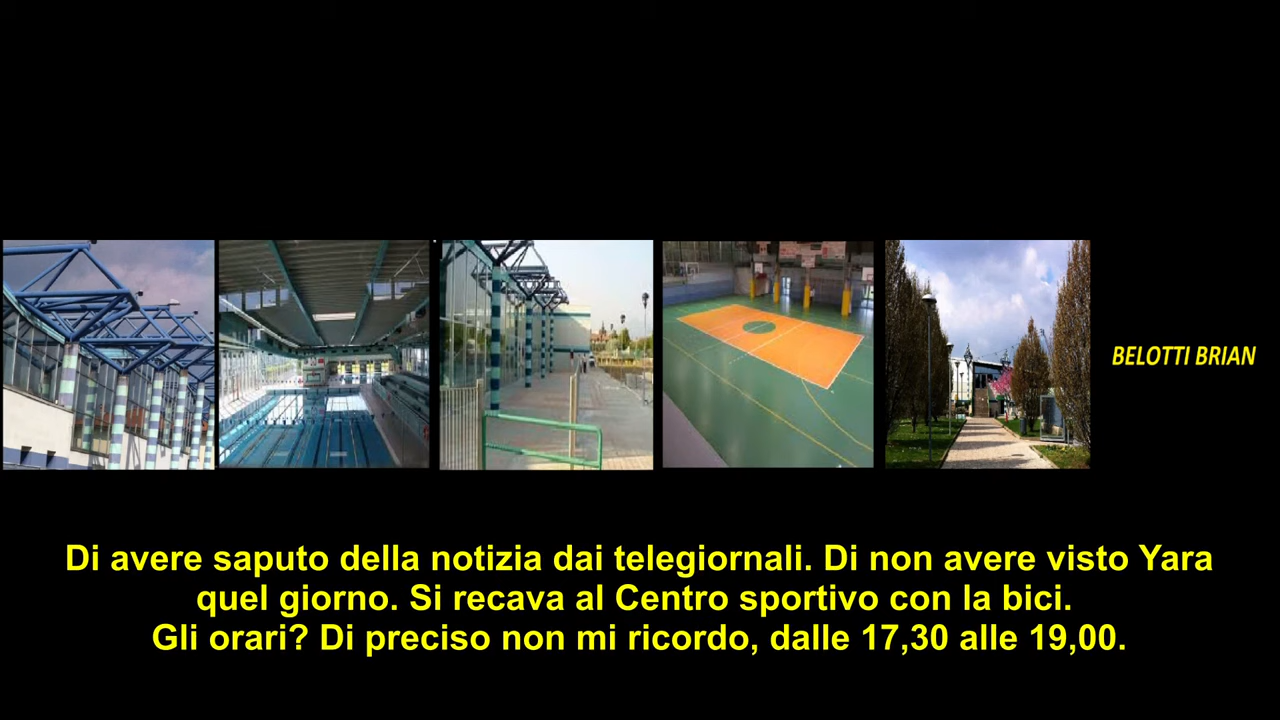 BELOTTI BRIAN
Di avere saputo della notizia dai telegiornali. Di non avere visto Yara
quel giorno. Si recava al Centro sportivo con la bici.
Gli orari? Di preciso non mi ricordo, dalle 17,30 alle 19,00.